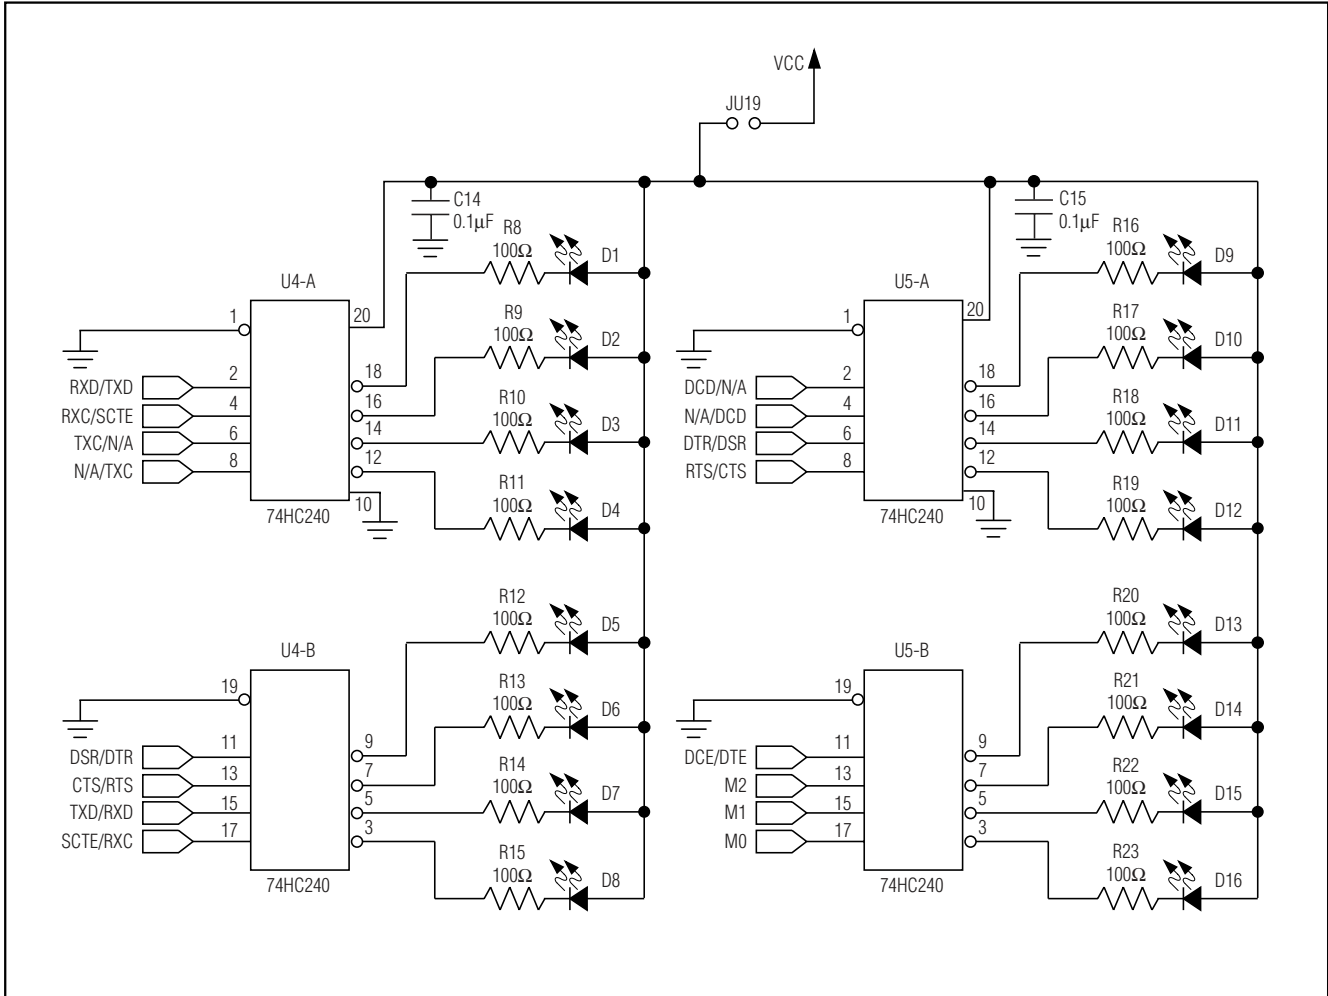 VCC
JU19
C14
0.1µF
C15
0.1µF
U4-A
1
20
RXD/TXD
2
18
RXC/SCTE
4
16
TXC/N/A
6
14
N/A/TXC
8
12
10
74HC240
R8
100Ω
D1
R9
100Ω
D2
R10
100Ω
D3
R11
100Ω
D4
U5-A
1
20
DCD/N/A
2
18
N/A/DCD
4
16
DTR/DSR
6
14
RTS/CTS
8
12
10
74HC240
R16
100Ω
D9
R17
100Ω
D10
R18
100Ω
D11
R19
100Ω
D12
U4-B
19
DSR/DTR
11
9
CTS/RTS
13
7
TXD/RXD
15
5
SCTE/RXC
17
3
74HC240
R12
100Ω
D5
R13
100Ω
D6
R14
100Ω
D7
R15
100Ω
D8
U5-B
19
DCE/DTE
11
9
M2
13
7
M1
15
5
M0
17
3
74HC240
R20
100Ω
D13
R21
100Ω
D14
R22
100Ω
D15
R23
100Ω
D16